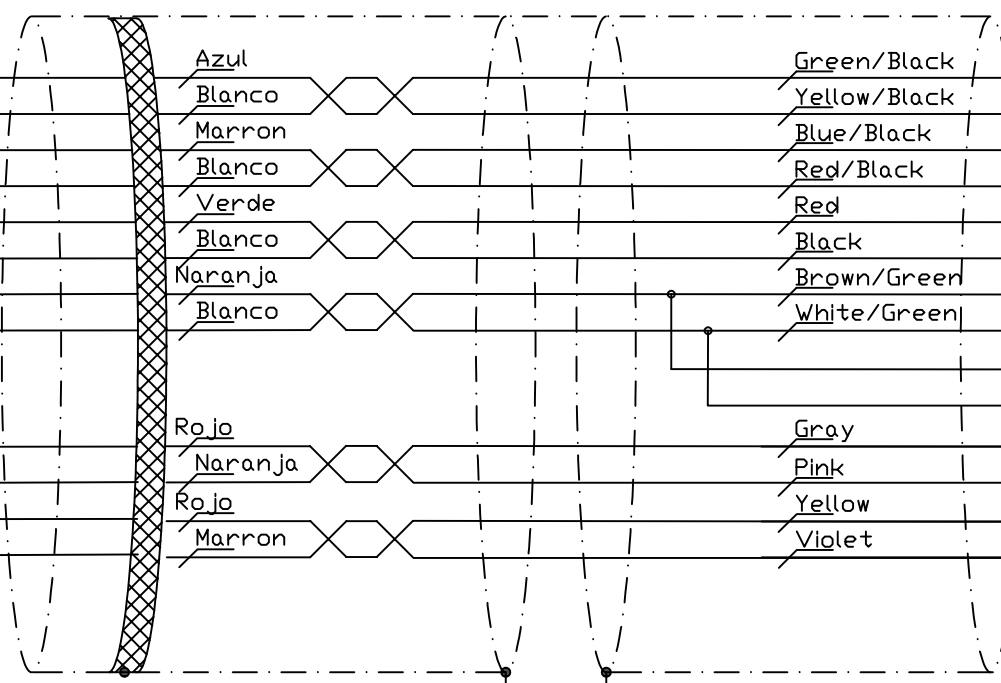 Azul
Green/Black
Blanco
Yellow/Black
Marron
Blue/Black
Blanco
Red/Black
Verde
Red
Blanco
Black
Naranja
Brown/Green
Blanco
White/Green
Rojo
Gray
Naranja
Pink
Rojo
Yellow
Marron
Violet